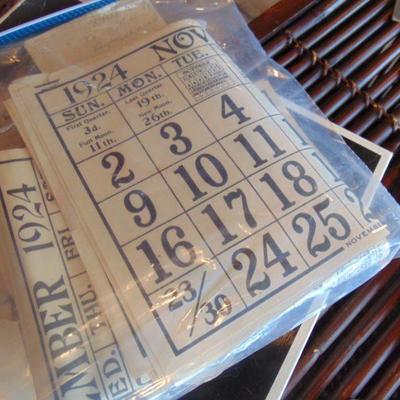 1924 NOV
SUN. MON. TUE.
First Quarter, 3d. Last Quarter, 19th.
Full Moon, 11th. New Moon, 26th.
2 3 4
9 10 11
16 17 18
23/30 24 25
NOVEMBE
MBER 1924
ED. THU. FRI